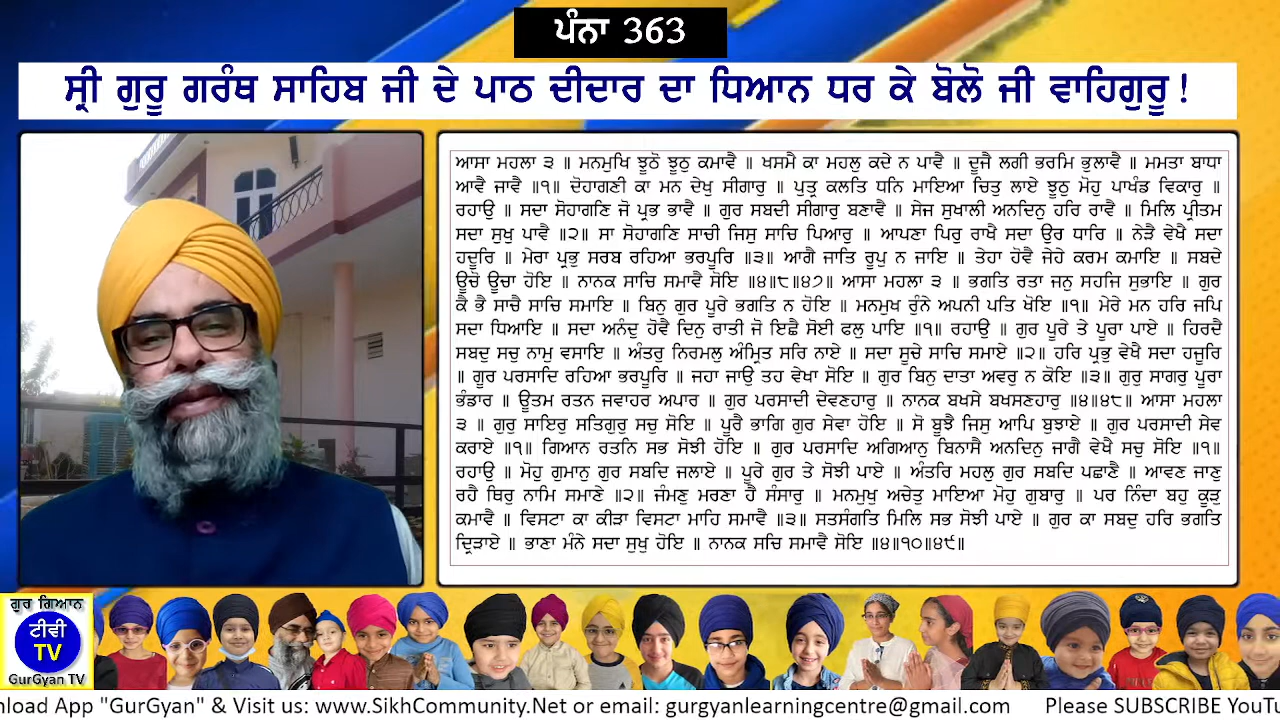 ਪੰਨਾ 363
ਸ੍ਰੀ ਗੁਰੂ ਗਰੰਥ ਸਾਹਿਬ ਜੀ ਦੇ ਪਾਠ ਦੀਦਾਰ ਦਾ ਧਿਆਨ ਧਰ ਕੇ ਬੋਲੋ ਜੀ ਵਾਹਿਗੁਰੂ !
ਆਸਾ ਮਹਲਾ ੩ ॥ ਮਨਮੁਖਿ ਝੂਠੋ ਝੂਠੁ ਕਮਾਵੈ ॥ ਖਸਮੈ ਕਾ ਮਹਲੁ ਕਦੇ ਨ ਪਾਵੈ ॥ ਦੂਜੈ ਲਗੀ ਭਰਮਿ ਭੁਲਾਵੈ ॥ ਮਮਤਾ ਬਾਧਾ
ਆਵੈ ਜਾਵੈ ॥੧॥ ਦੋਹਾਗਣੀ ਕਾ ਮਨ ਦੇਖੁ ਸੀਗਾਰੁ ॥ ਪੁਤ੍ਰ ਕਲਤਿ ਧਨਿ ਮਾਇਆ ਚਿਤੁ ਲਾਏ ਝੂਠੁ ਮੋਹੁ ਪਾਖੰਡ ਵਿਕਾਰੁ ॥੧॥
ਰਹਾਉ ॥ ਸਦਾ ਸੋਹਾਗਣਿ ਜੋ ਪ੍ਰਭ ਭਾਵੈ ॥ ਗੁਰ ਸਬਦੀ ਸੀਗਾਰੁ ਬਣਾਵੈ ॥ ਸੇਜ ਸੁਖਾਲੀ ਅਨਦਿਨੁ ਹਰਿ ਰਾਵੈ ॥ ਮਿਲਿ ਪ੍ਰੀਤਮ
ਸਦਾ ਸੁਖੁ ਪਾਵੈ ॥੨॥ ਸਾ ਸੋਹਾਗਣਿ ਸਾਚੀ ਜਿਸੁ ਸਾਚਿ ਪਿਆਰੁ ॥ ਆਪਣਾ ਪਿਰੁ ਰਾਖੈ ਸਦਾ ਉਰ ਧਾਰਿ ॥ ਨੇੜੈ ਵੇਖੈ ਸਦਾ
ਹਦੂਰਿ ॥ ਮੇਰਾ ਪ੍ਰਭੁ ਸਰਬ ਰਹਿਆ ਭਰਪੂਰਿ ॥੩॥ ਆਗੈ ਜਾਤਿ ਰੂਪੁ ਨ ਜਾਇ ॥ ਤੇਹਾ ਹੋਵੈ ਜੇਹੇ ਕਰਮ ਕਮਾਇ ॥ ਸਬਦੇ
ਊਚੋ ਊਚਾ ਹੋਇ ॥ ਨਾਨਕ ਸਾਚਿ ਸਮਾਵੈ ਸੋਇ ॥੪॥੮॥੪੭॥ ਆਸਾ ਮਹਲਾ ੩ ॥ ਭਗਤਿ ਰਤਾ ਜਨੁ ਸਹਜਿ ਸੁਭਾਇ ॥ ਗੁਰ
ਕੈ ਭੈ ਸਾਚੈ ਸਾਚਿ ਸਮਾਇ ॥ ਬਿਨੁ ਗੁਰ ਪੂਰੇ ਭਗਤਿ ਨ ਹੋਇ ॥ ਮਨਮੁਖ ਰੁੰਨੇ ਅਪਨੀ ਪਤਿ ਖੋਇ ॥੧॥ ਮੇਰੇ ਮਨ ਹਰਿ ਜਪਿ
ਸਦਾ ਧਿਆਇ ॥ ਸਦਾ ਅਨੰਦੁ ਹੋਵੈ ਦਿਨੁ ਰਾਤੀ ਜੋ ਇਛੈ ਸੋਈ ਫਲੁ ਪਾਇ ॥੧॥ ਰਹਾਉ ॥ ਗੁਰ ਪੂਰੇ ਤੇ ਪੂਰਾ ਪਾਏ ॥ ਹਿਰਦੈ
ਸਬਦੁ ਸਚੁ ਨਾਮੁ ਵਸਾਇ ॥ ਅੰਤਰੁ ਨਿਰਮਲੁ ਅੰਮ੍ਰਿਤ ਸਰਿ ਨਾਏ ॥ ਸਦਾ ਸੂਚੇ ਸਾਚਿ ਸਮਾਏ ॥੨॥ ਹਰਿ ਪ੍ਰਭੁ ਵੇਖੈ ਸਦਾ ਹਜੂਰਿ
॥ ਗੁਰ ਪਰਸਾਦਿ ਰਹਿਆ ਭਰਪੂਰਿ ॥ ਜਹਾ ਜਾਉ ਤਹ ਵੇਖਾ ਸੋਇ ॥ ਗੁਰ ਬਿਨੁ ਦਾਤਾ ਅਵਰੁ ਨ ਕੋਇ ॥੩॥ ਗੁਰੁ ਸਾਗਰੁ ਪੂਰਾ
ਭੰਡਾਰ ॥ ਊਤਮ ਰਤਨ ਜਵਾਹਰ ਅਪਾਰ ॥ ਗੁਰ ਪਰਸਾਦੀ ਦੇਵਣਹਾਰੁ ॥ ਨਾਨਕ ਬਖਸੇ ਬਖਸਣਹਾਰੁ ॥੪॥੯॥੪੮॥ ਆਸਾ ਮਹਲਾ
੩ ॥ ਗੁਰੁ ਸਾਇਰੁ ਸਤਿਗੁਰੁ ਸਚੁ ਸੋਇ ॥ ਪੂਰੈ ਭਾਗਿ ਗੁਰ ਸੇਵਾ ਹੋਇ ॥ ਸੋ ਬੂਝੈ ਜਿਸੁ ਆਪਿ ਬੁਝਾਏ ॥ ਗੁਰ ਪਰਸਾਦੀ ਸੇਵ
ਕਰਾਏ ॥੧॥ ਗਿਆਨ ਰਤਨਿ ਸਭ ਸੋਝੀ ਹੋਇ ॥ ਗੁਰ ਪਰਸਾਦਿ ਅਗਿਆਨੁ ਬਿਨਾਸੈ ਅਨਦਿਨੁ ਜਾਗੈ ਵੇਖੈ ਸਚੁ ਸੋਇ ॥੧॥
ਰਹਾਉ ॥ ਮੋਹੁ ਗੁਮਾਨੁ ਗੁਰ ਸਬਦਿ ਜਲਾਏ ॥ ਪੂਰੇ ਗੁਰ ਤੇ ਸੋਝੀ ਪਾਏ ॥ ਅੰਤਰਿ ਮਹਲੁ ਗੁਰ ਸਬਦਿ ਪਛਾਣੈ ॥ ਆਵਣ ਜਾਣੁ
ਰਹੈ ਥਿਰੁ ਨਾਮਿ ਸਮਾਣੇ ॥੨॥ ਜੰਮਣੁ ਮਰਣਾ ਹੈ ਸੰਸਾਰੁ ॥ ਮਨਮੁਖੁ ਅਚੇਤੁ ਮਾਇਆ ਮੋਹੁ ਗੁਬਾਰੁ ॥ ਪਰ ਨਿੰਦਾ ਬਹੁ ਕੂੜੁ
ਕਮਾਵੈ ॥ ਵਿਸਟਾ ਕਾ ਕੀੜਾ ਵਿਸਟਾ ਮਾਹਿ ਸਮਾਵੈ ॥੩॥ ਸਤਸੰਗਤਿ ਮਿਲਿ ਸਭ ਸੋਝੀ ਪਾਏ ॥ ਗੁਰ ਕਾ ਸਬਦੁ ਹਰਿ ਭਗਤਿ
ਦ੍ਰਿੜਾਏ ॥ ਭਾਣਾ ਮੰਨੇ ਸਦਾ ਸੁਖੁ ਹੋਇ ॥ ਨਾਨਕ ਸਚਿ ਸਮਾਵੈ ਸੋਇ ॥੪॥੧੦॥੪੯॥
ਗੁਰ ਗਿਆਨ
ਟੀਵੀ
TV
GurGyan TV
nload App "GurGyan" & Visit us: www.SikhCommunity.Net or email: gurgyanlearningcentre@gmail.com Please SUBSCRIBE YouTu